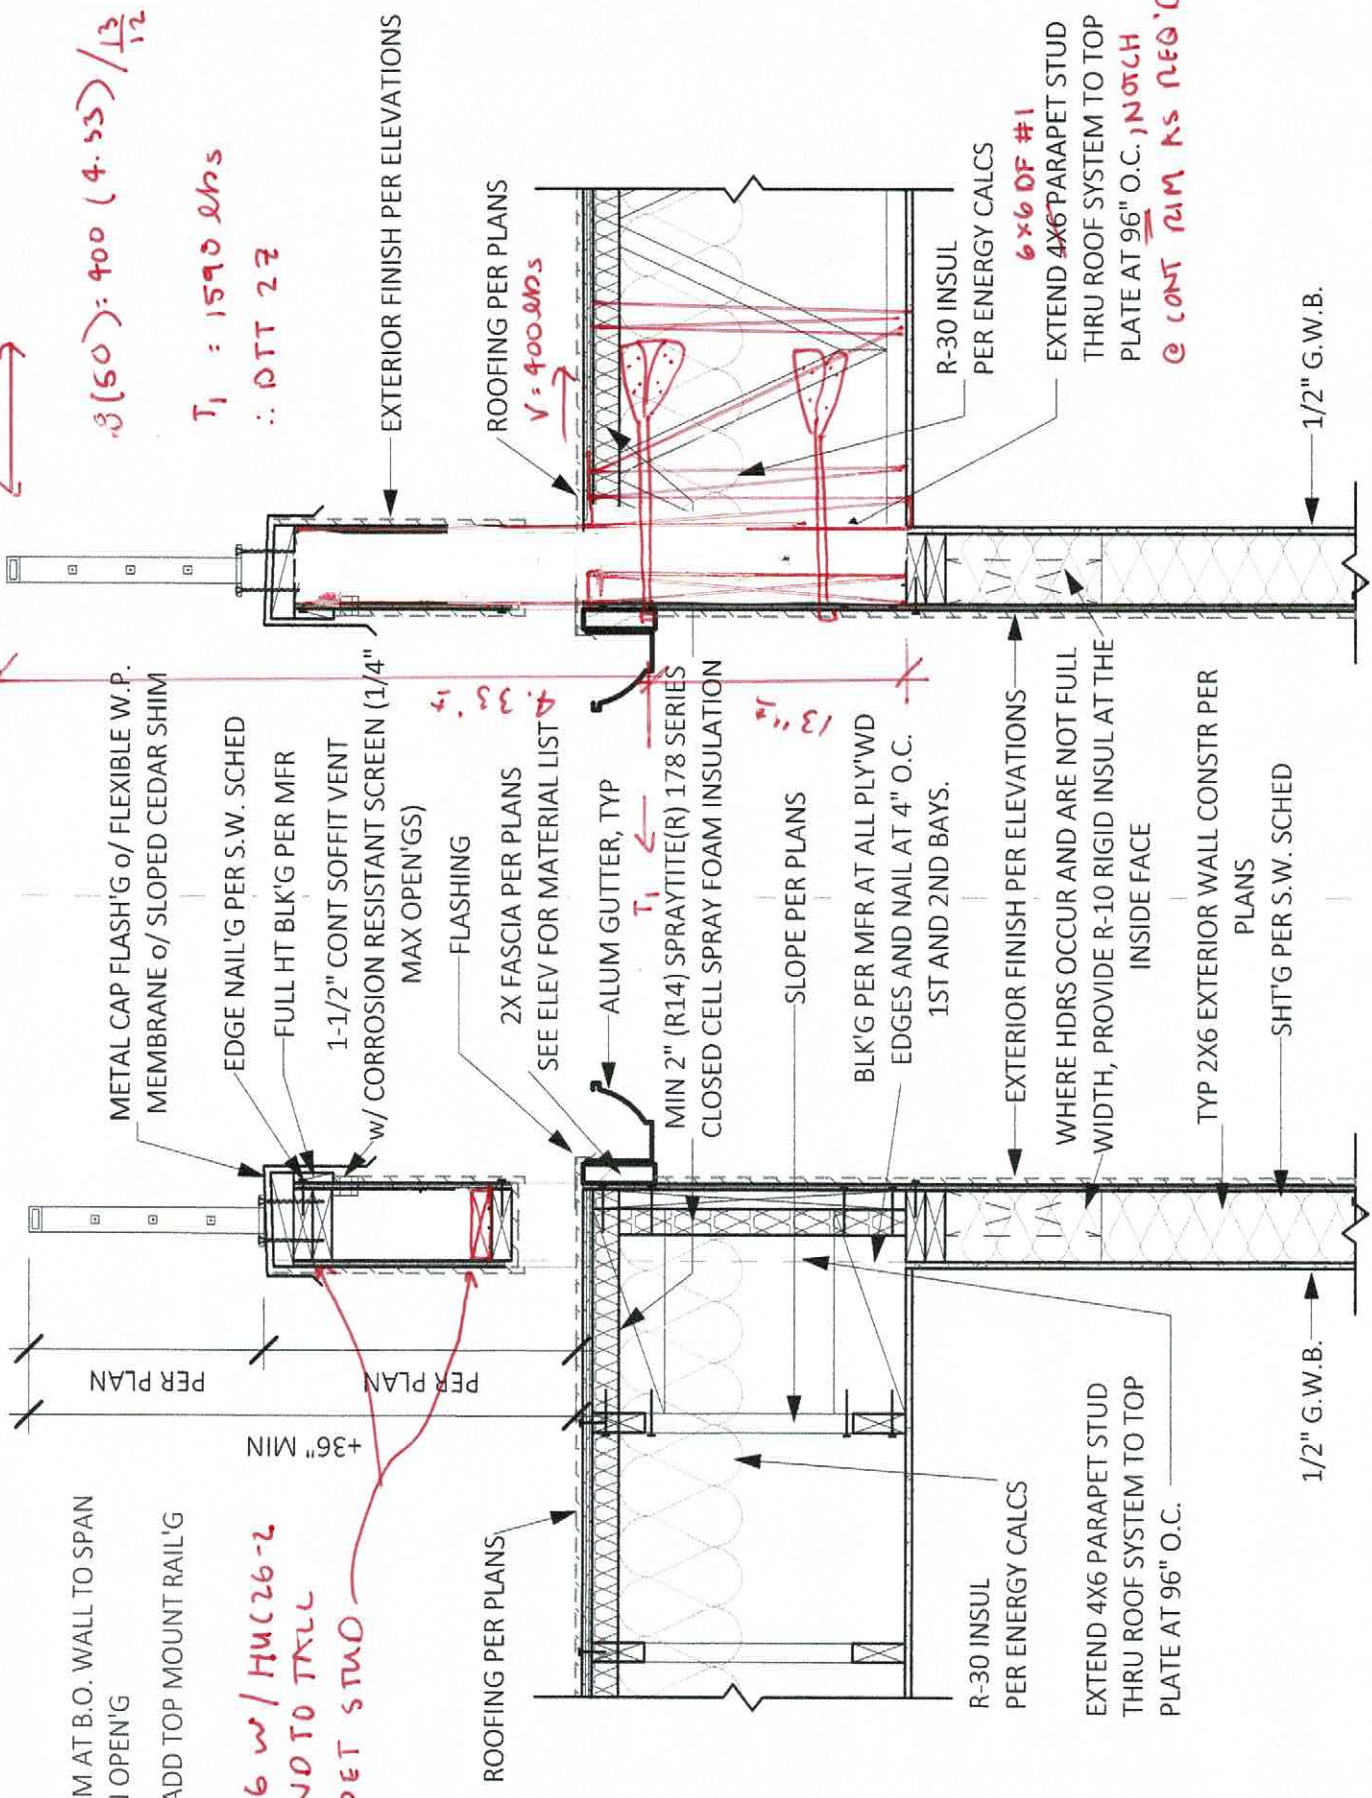 M AT B.O. WALL TO SPAN
OPEN'G
ADD TOP MOUNT RAIL'G
6 w/ HUC26-2
TO TALL
STUD
PER PLAN
PER PLAN
+36" MIN
METAL CAP FLASH'G o/ FLEXIBLE W.P.
MEMBRANE o/ SLOPED CEDAR SHIM
EDGE NAIL'G PER S.W. SCHED
FULL HT BLK'G PER MFR
1-1/2" CONT SOFFIT VENT
w/ CORROSION RESISTANT SCREEN (1/4"
MAX OPEN'GS)
FLASHING
2X FASCIA PER PLANS
SEE ELEV FOR MATERIAL LIST
ALUM GUTTER, TYP
T1
MIN 2" (R14) SPRAYTITE(R) 178 SERIES
CLOSED CELL SPRAY FOAM INSULATION
SLOPE PER PLANS
BLK'G PER MFR AT ALL PLY'WD
EDGES AND NAIL AT 4" O.C.
1ST AND 2ND BAYS.
EXTERIOR FINISH PER ELEVATIONS
WHERE HDRS OCCUR AND ARE NOT FULL
WIDTH, PROVIDE R-10 RIGID INSUL AT THE
INSIDE FACE
TYP 2X6 EXTERIOR WALL CONSTR PER
PLANS
SHT'G PER S.W. SCHED
ROOFING PER PLANS
R-30 INSUL
PER ENERGY CALCS
EXTEND 4X6 PARAPET STUD
THRU ROOF SYSTEM TO TOP
PLATE AT 96" O.C.
1/2" G.W.B.
(50) = 400 (4.33) / 13/12
T1 = 1590 lbs
∴ DTT 2Z
4.33' ±
13" ±
EXTERIOR FINISH PER ELEVATIONS
ROOFING PER PLANS
V = 400 lbs
R-30 INSUL
PER ENERGY CALCS
6x6 DF #1
EXTEND 4X6 PARAPET STUD
THRU ROOF SYSTEM TO TOP
PLATE AT 96" O.C. , NOTCH
@ CONT RIM AS REQ'D
1/2" G.W.B.